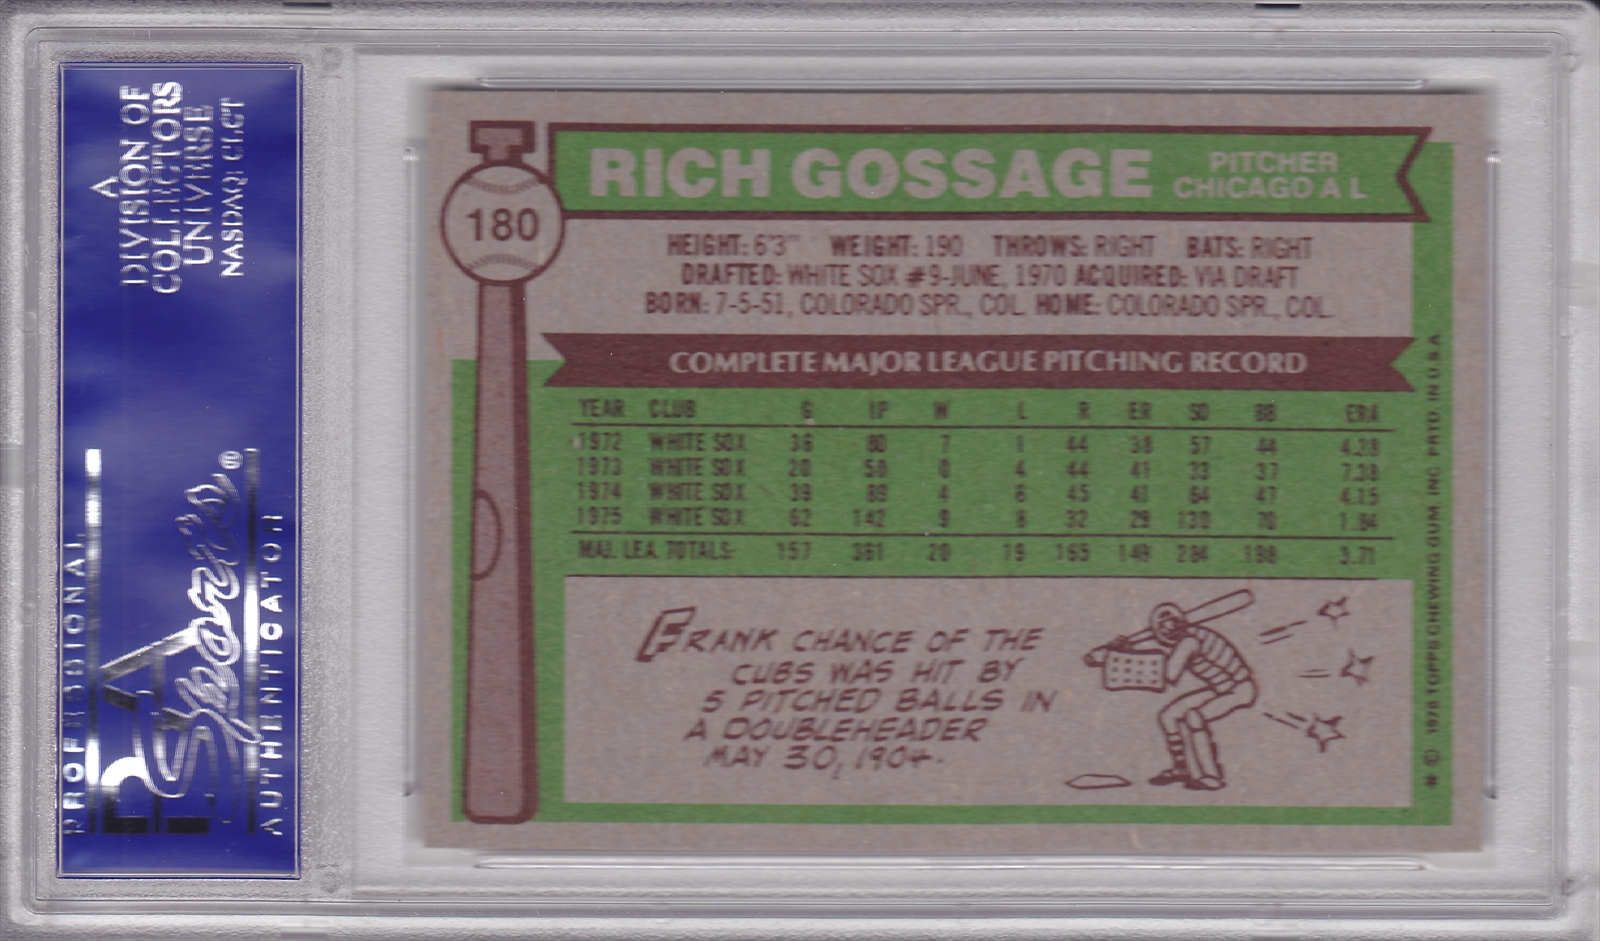 A
DIVISION OF
COLLECTORS
UNIVERSE
NASDAQ: CLCT
PROFESSIONAL
PSA
Sports
®
AUTHENTICATOR
T
180
RICH GOSSAGE
PITCHER
CHICAGO A L
HEIGHT: 6'3" WEIGHT: 190 THROWS: RIGHT BATS: RIGHT
DRAFTED: WHITE SOX #9-JUNE, 1970 ACQUIRED: VIA DRAFT
BORN: 7-5-51, COLORADO SPR., COL. HOME: COLORADO SPR., COL.
COMPLETE MAJOR LEAGUE PITCHING RECORD
YEAR CLUB G IP W L R ER SO BB ERA
1972 WHITE SOX 36 80 7 1 44 38 57 44 4.28
1973 WHITE SOX 20 50 0 4 44 41 33 37 7.38
1974 WHITE SOX 39 89 4 6 45 41 64 47 4.15
1975 WHITE SOX 62 142 9 8 32 29 130 70 1.84
MAJ. LEA. TOTALS: 157 361 20 19 165 149 284 198 3.71
FRANK CHANCE OF THE
CUBS WAS HIT BY
5 PITCHED BALLS IN
A DOUBLEHEADER
MAY 30, 1904.
* © 1976 TOPPS CHEWING GUM, INC. PRTD. IN U.S.A.